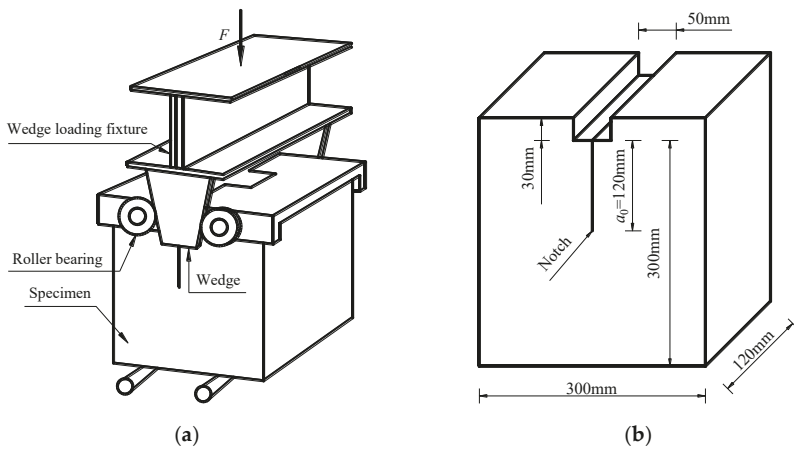 F
Wedge loading fixture
Roller bearing
Wedge
Specimen
(a)
50mm
30mm
a₀=120mm
Notch
300mm
120mm
300mm
(b)